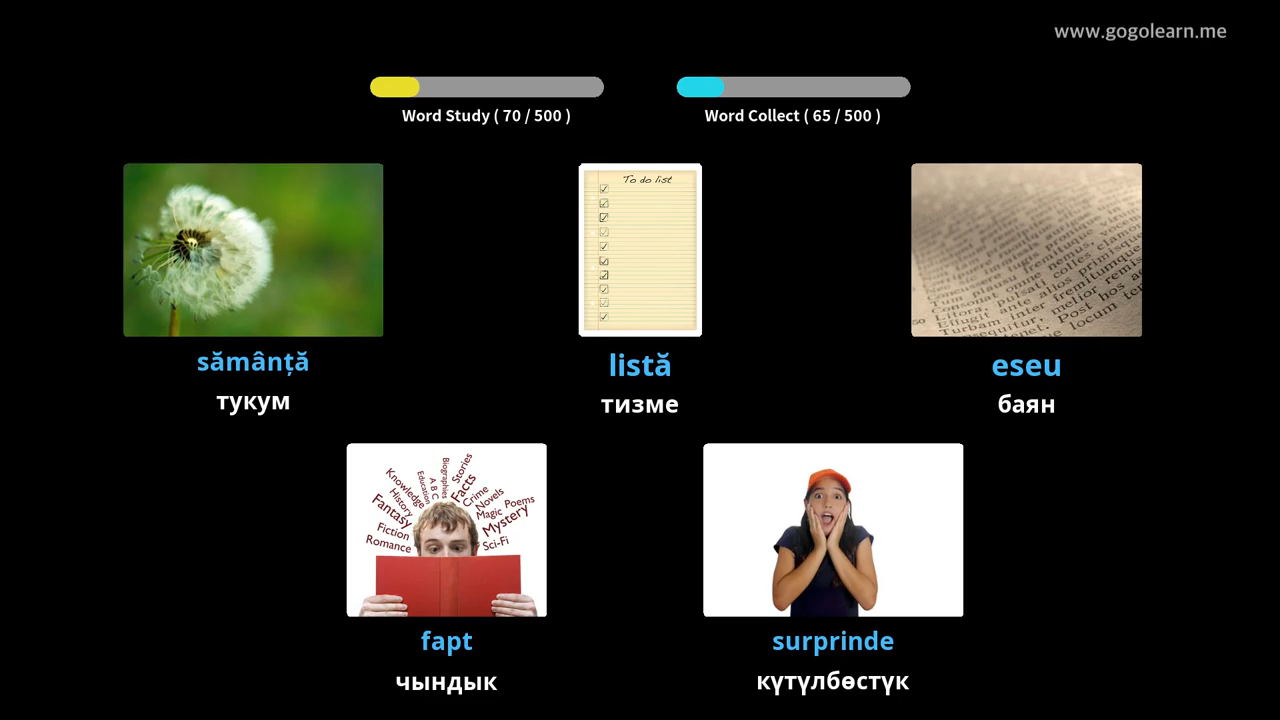 www.gogolearn.me
Word Study ( 70 / 500 )
Word Collect ( 65 / 500 )
To do list
sămânță
тукум
listă
тизме
eseu
баян
Knowledge
History
Education
A B C
Biographies
Stories
Facts
Crime
Novels
Magic
Poems
Fantasy
Mystery
Fiction
Romance
Sci-Fi
fapt
чындык
surprinde
күтүлбөстүк